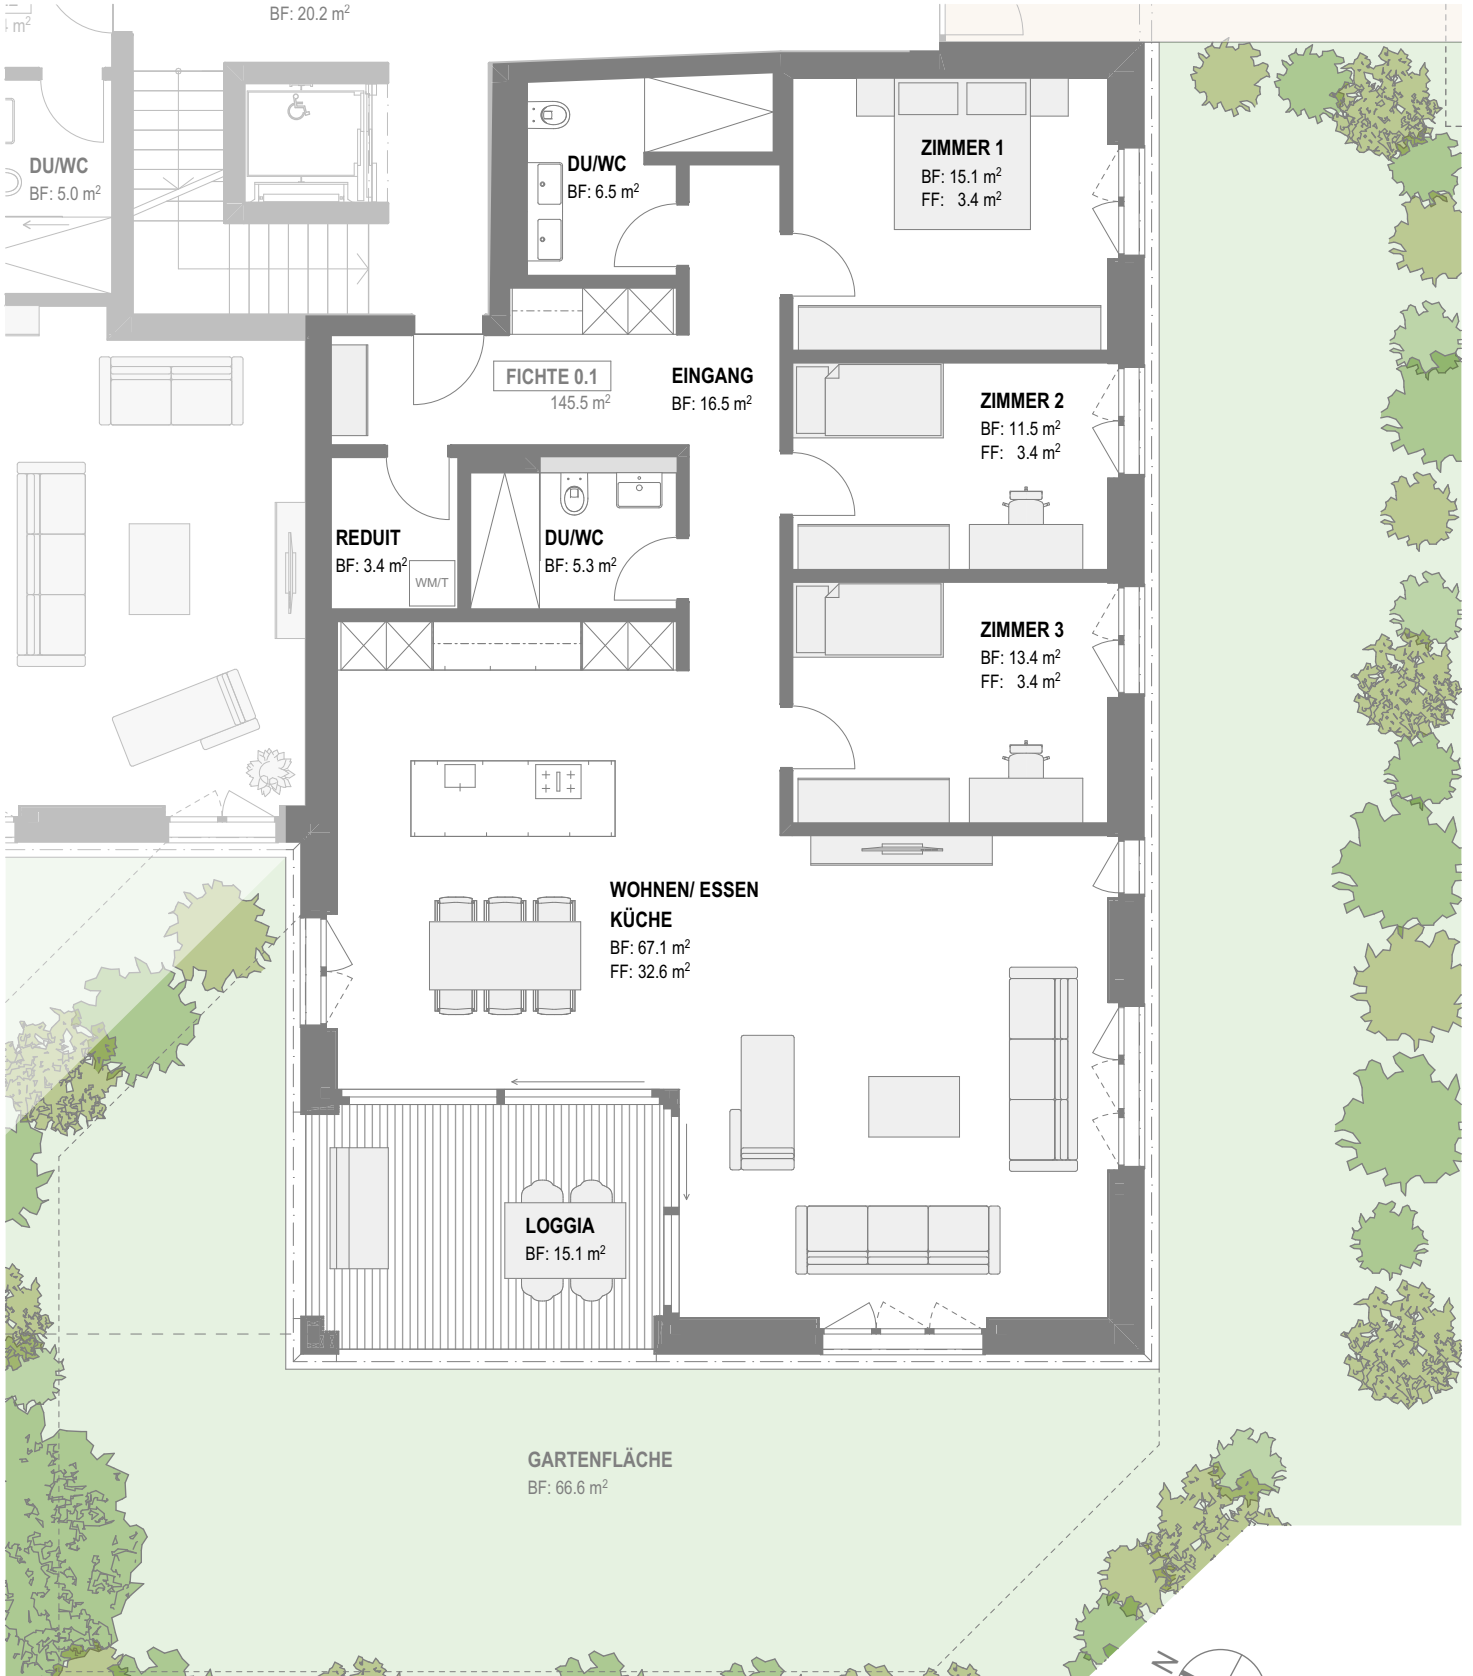 BF: 20.2 m²
m²
DU/WC
BF: 5.0 m²
DU/WC
BF: 6.5 m²
ZIMMER 1
BF: 15.1 m²
FF: 3.4 m²
FICHTE 0.1
145.5 m²
EINGANG
BF: 16.5 m²
ZIMMER 2
BF: 11.5 m²
FF: 3.4 m²
REDUIT
BF: 3.4 m²
WM/T
DU/WC
BF: 5.3 m²
ZIMMER 3
BF: 13.4 m²
FF: 3.4 m²
WOHNEN/ ESSEN
KÜCHE
BF: 67.1 m²
FF: 32.6 m²
LOGGIA
BF: 15.1 m²
GARTENFLÄCHE
BF: 66.6 m²
N